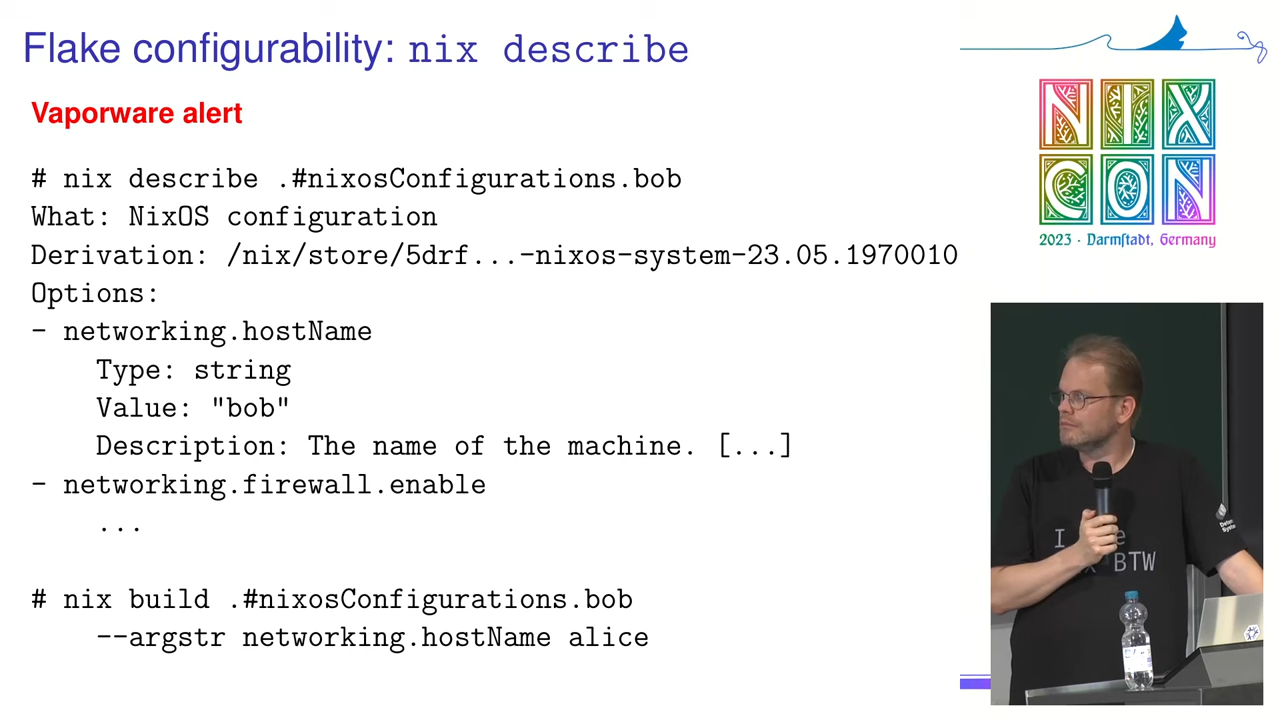 Flake configurability: nix describe
Vaporware alert
# nix describe .#nixosConfigurations.bob
What: NixOS configuration
Derivation: /nix/store/5drf...-nixos-system-23.05.1970010
Options:
- networking.hostName
Type: string
Value: "bob"
Description: The name of the machine. [...]
- networking.firewall.enable
...
# nix build .#nixosConfigurations.bob
--argstr networking.hostName alice
NIX
CON
2023 · Darmſtadt, Germany
I
BTW